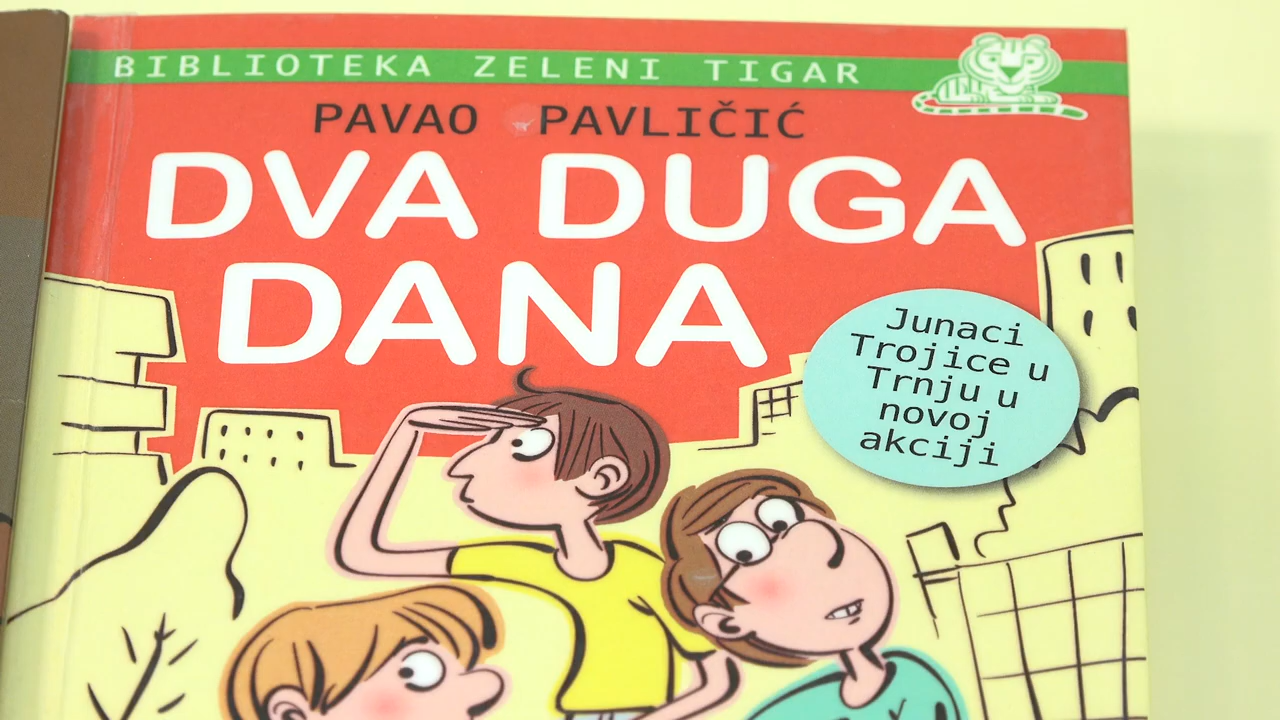 BIBLIOTEKA ZELENI TIGAR
PAVAO PAVLIČIĆ
DVA DUGA
DANA
Junaci
Trojice u
Trnju u
novoj
akciji